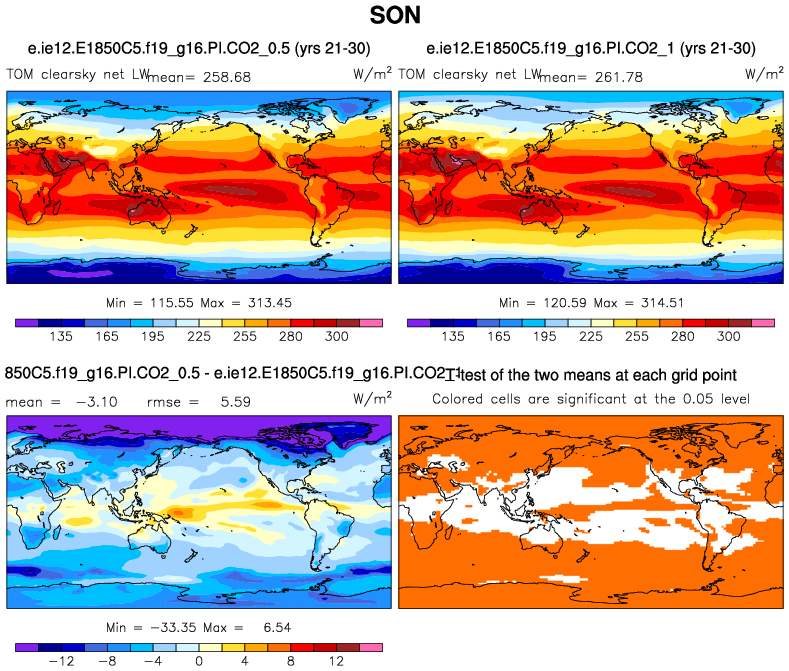 SON
e.ie12.E1850C5.f19_g16.PI.CO2_0.5 (yrs 21-30)
e.ie12.E1850C5.f19_g16.PI.CO2_1 (yrs 21-30)
TOM clearsky net LW mean= 258.68 W/m²
TOM clearsky net LW mean= 261.78 W/m²
Min = 115.55 Max = 313.45
Min = 120.59 Max = 314.51
135 165 195 225 255 280 300
135 165 195 225 255 280 300
850C5.f19_g16.PI.CO2_0.5 - e.ie12.E1850C5.f19_g16.PI.CO2_1
T-test of the two means at each grid point
mean = −3.10 rmse = 5.59 W/m²
Colored cells are significant at the 0.05 level
Min = −33.35 Max = 6.54
−12 −8 −4 0 4 8 12